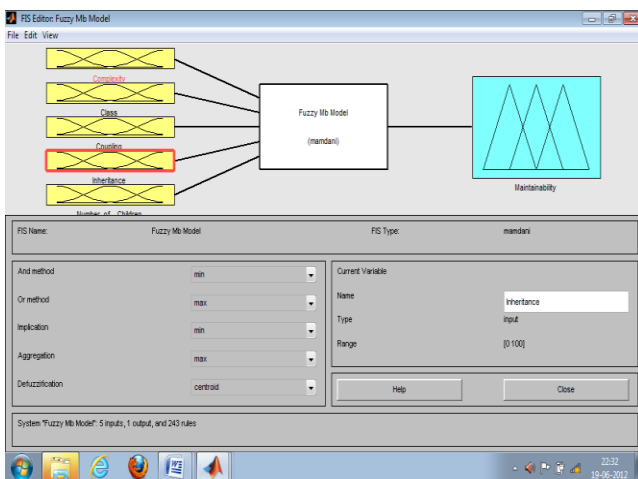 FIS Editor: Fuzzy Mb Model
File Edit View
Complexity
Class
Coupling
Inheritance
Number_of_Children
Fuzzy Mb Model
(mamdani)
Maintainability
FIS Name: Fuzzy Mb Model FIS Type: mamdani
And method min
Or method max
Implication min
Aggregation max
Defuzzification centroid
Current Variable
Name Inheritance
Type input
Range [0 100]
Help Close
System "Fuzzy Mb Model": 5 inputs, 1 output, and 243 rules
22:32
19-06-2012